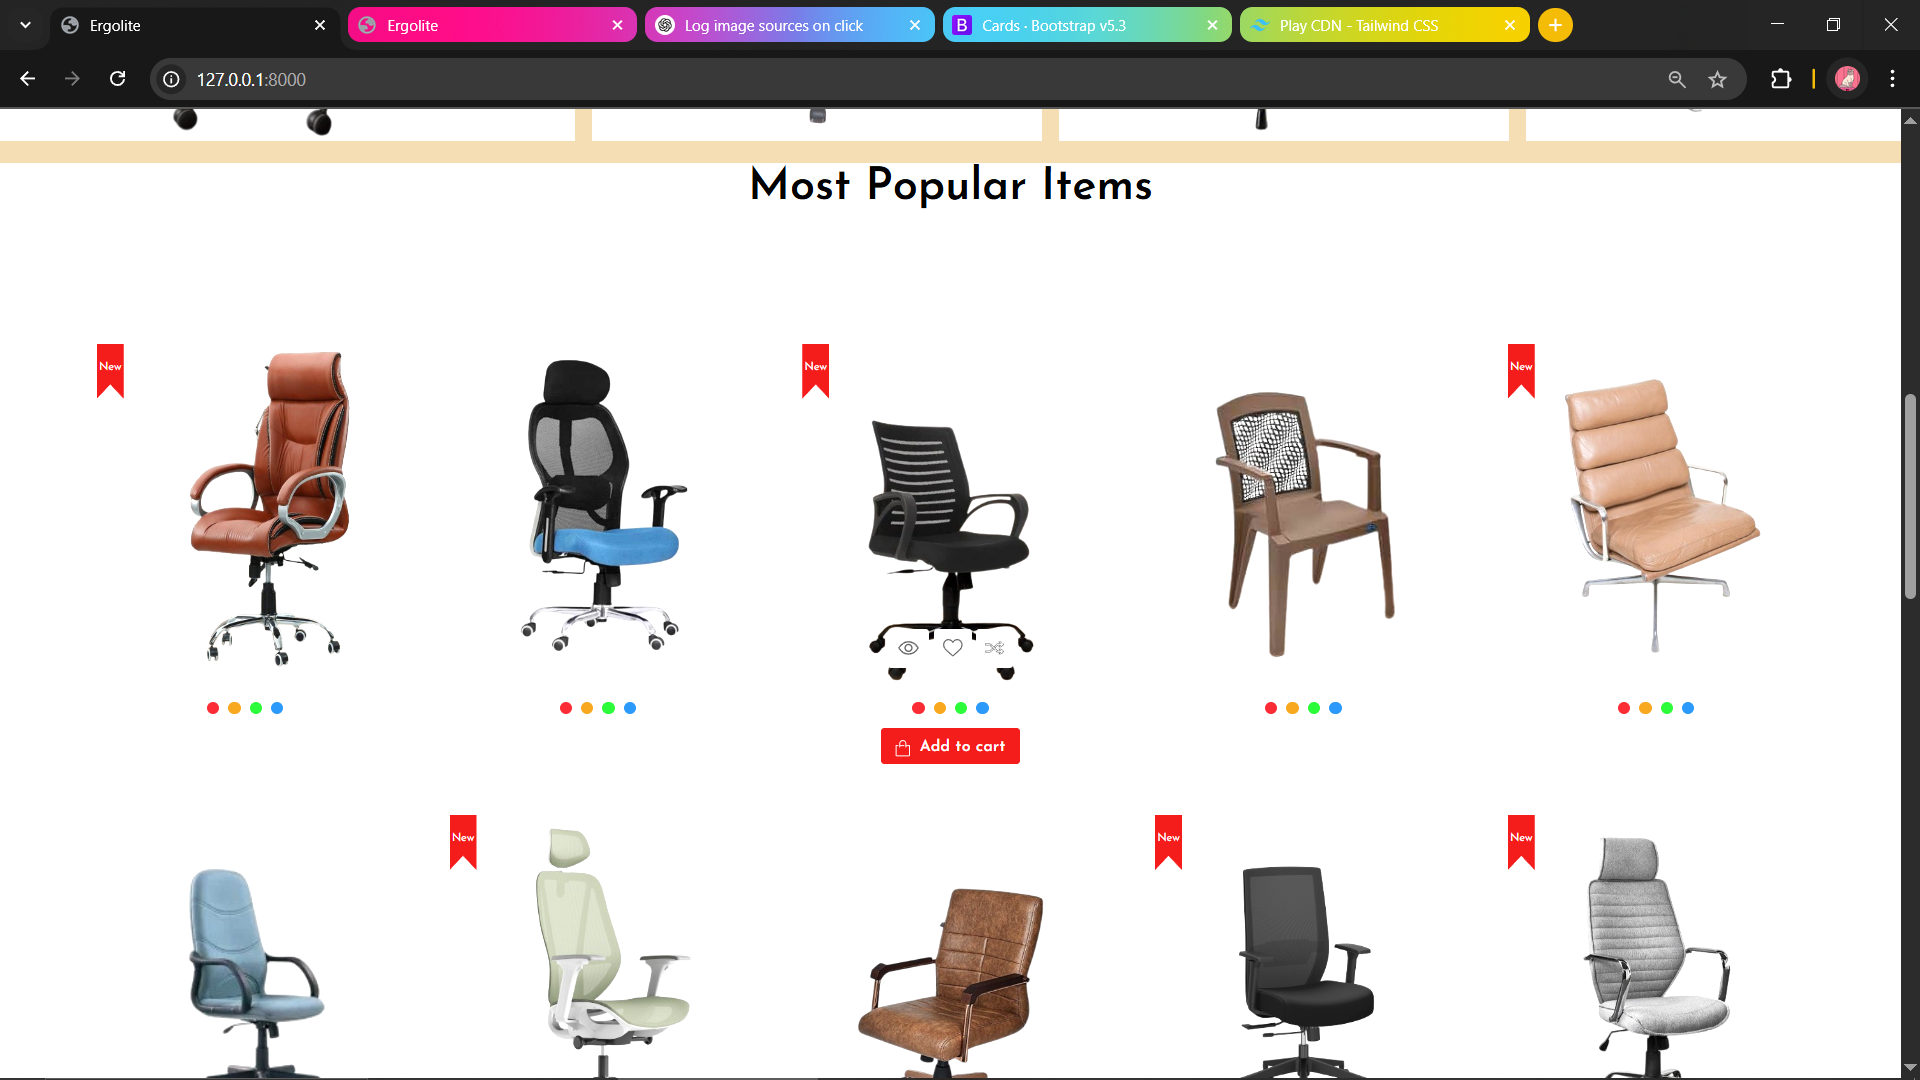 Ergolite
Ergolite
Log image sources on click
Cards · Bootstrap v5.3
Play CDN - Tailwind CSS
127.0.0.1:8000
Most Popular Items
New
New
New
Add to cart
New
New
New